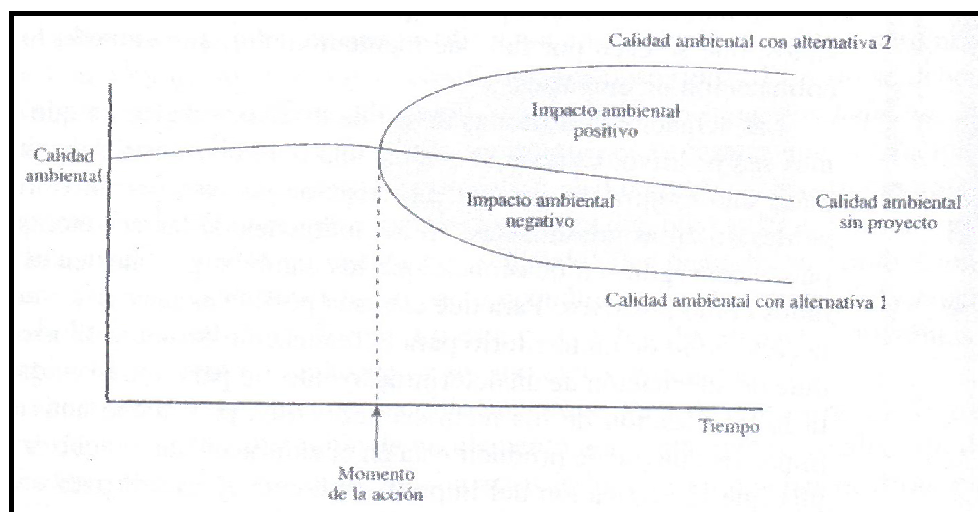 Calidad ambiental con alternativa 2
Impacto ambiental
positivo
Calidad
ambiental
Impacto ambiental
negativo
Calidad ambiental
sin proyecto
Calidad ambiental con alternativa 1
Tiempo
Momento
de la acción